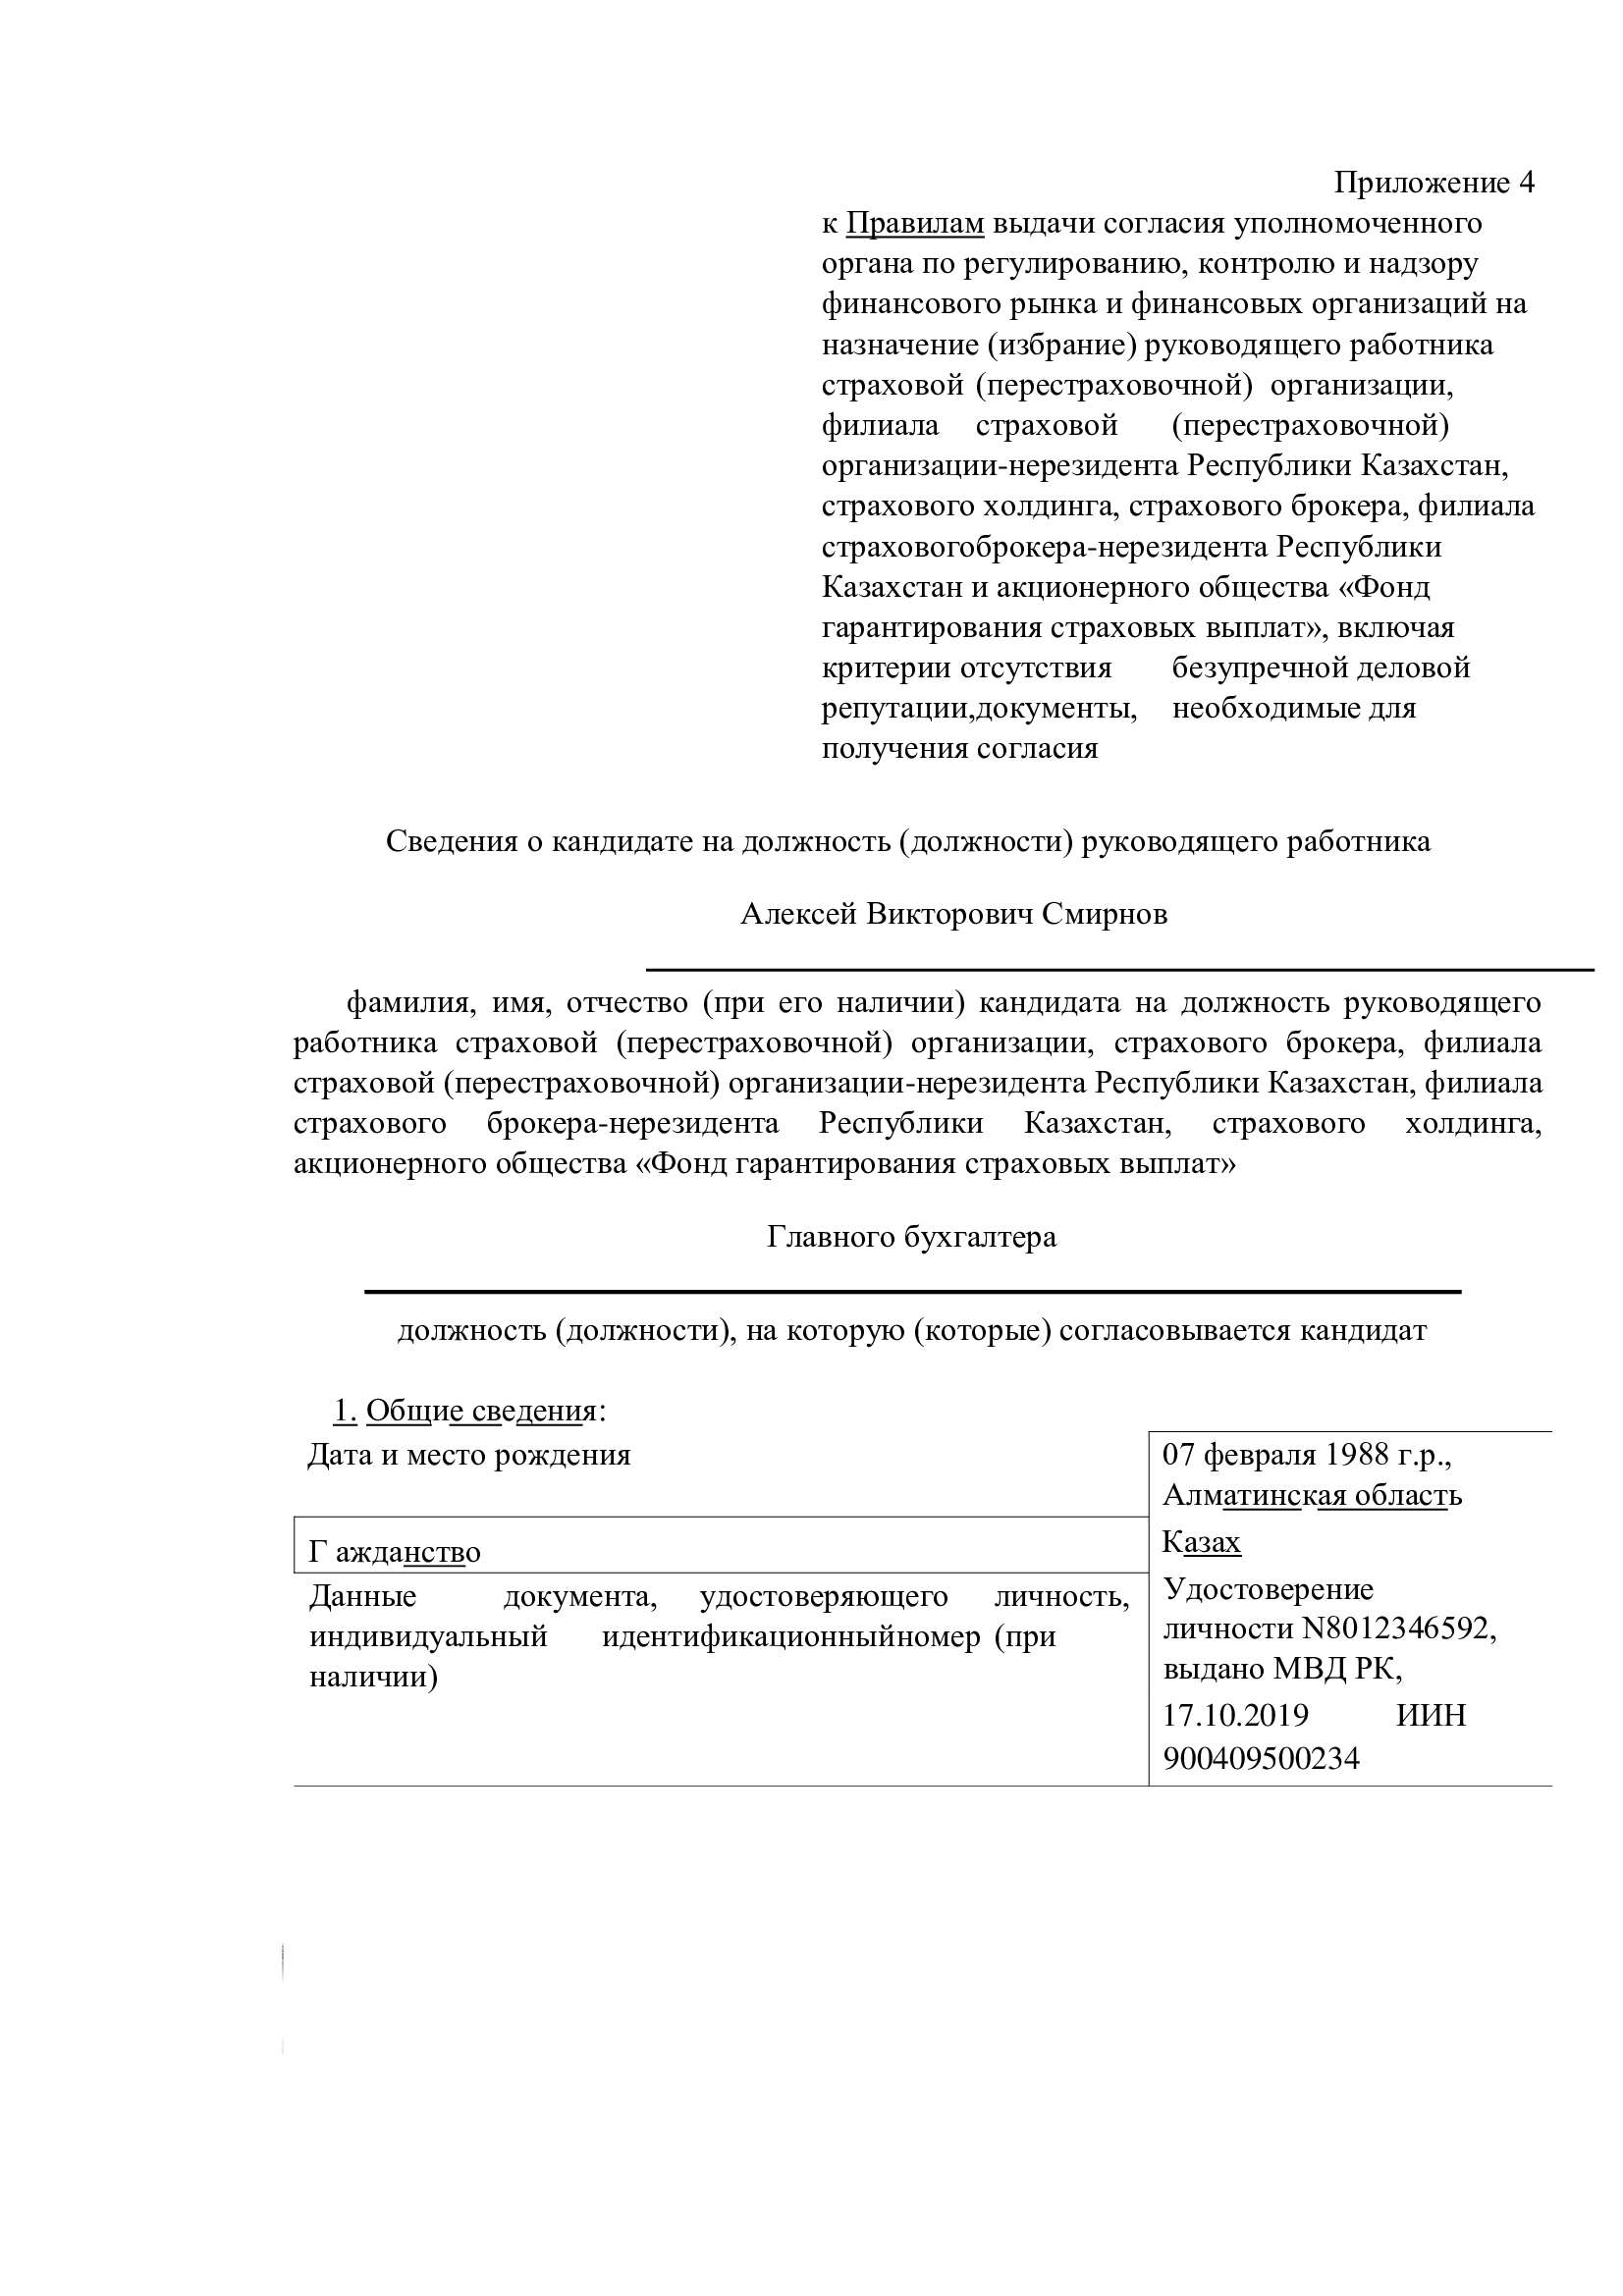 Приложение 4
к Правилам выдачи согласия уполномоченного
органа по регулированию, контролю и надзору
финансового рынка и финансовых организаций на
назначение (избрание) руководящего работника
страховой (перестраховочной) организации,
филиала страховой (перестраховочной)
организации-нерезидента Республики Казахстан,
страхового холдинга, страхового брокера, филиала
страховогоброкера-нерезидента Республики
Казахстан и акционерного общества «Фонд
гарантирования страховых выплат», включая
критерии отсутствия безупречной деловой
репутации,документы, необходимые для
получения согласия
Сведения о кандидате на должность (должности) руководящего работника
Алексей Викторович Смирнов
фамилия, имя, отчество (при его наличии) кандидата на должность руководящего
работника страховой (перестраховочной) организации, страхового брокера, филиала
страховой (перестраховочной) организации-нерезидента Республики Казахстан, филиала
страхового брокера-нерезидента Республики Казахстан, страхового холдинга,
акционерного общества «Фонд гарантирования страховых выплат»
Главного бухгалтера
должность (должности), на которую (которые) согласовывается кандидат
1. Общие сведения:
Дата и место рождения
07 февраля 1988 г.р.,
Алматинская область
Г ажданство
Казах
Данные документа, удостоверяющего личность,
индивидуальный идентификационныйномер (при
наличии)
Удостоверение
личности N8012346592,
выдано МВД РК,
17.10.2019 ИИН
900409500234